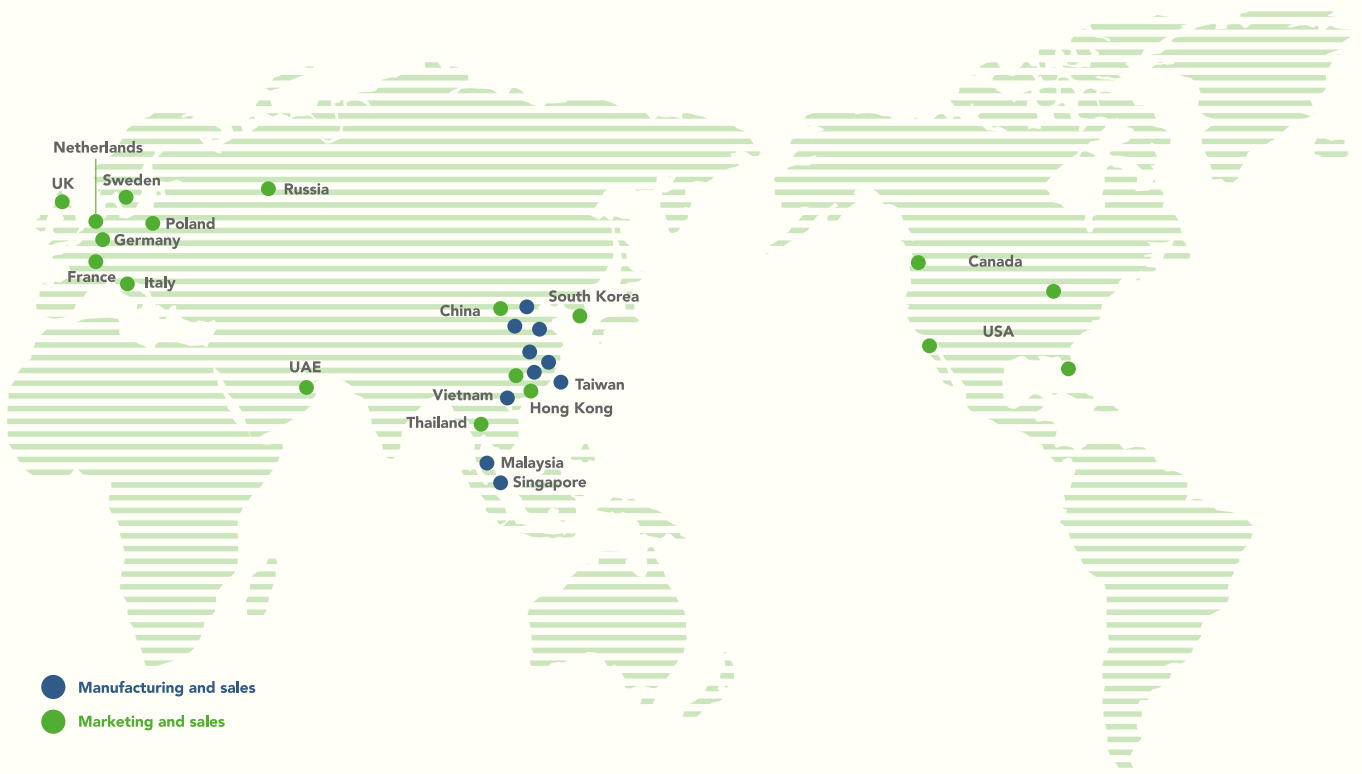 Netherlands
UK
Sweden
Russia
Poland
Germany
France
Italy
Canada
South Korea
China
USA
UAE
Taiwan
Vietnam
Hong Kong
Thailand
Malaysia
Singapore
Manufacturing and sales
Marketing and sales